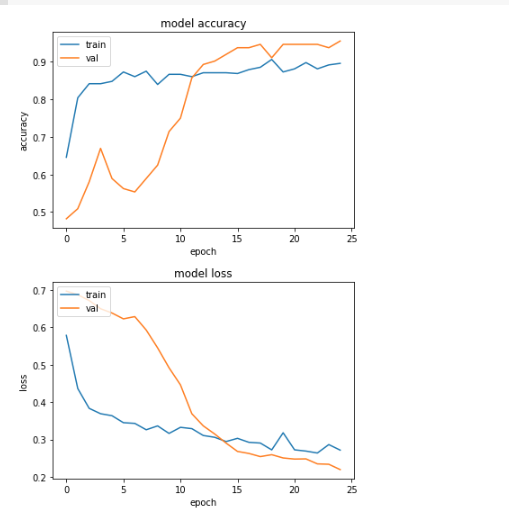 model accuracy
train
val
0.9
0.8
0.7
0.6
0.5
accuracy
0
5
10
15
20
25
epoch
model loss
train
val
0.7
0.6
0.5
0.4
0.3
0.2
loss
0
5
10
15
20
25
epoch